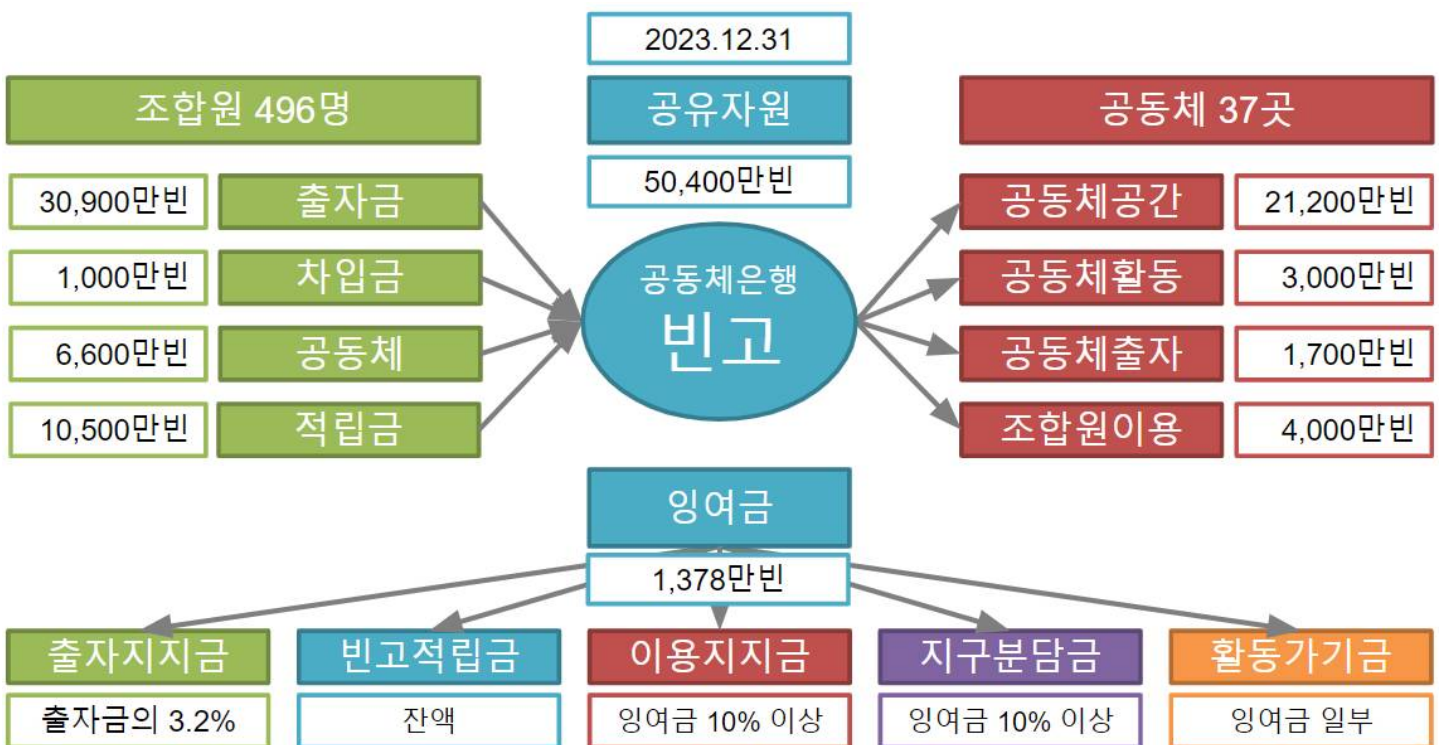 2023.12.31
조합원 496명
공유자원
공동체 37곳
50,400만빈
30,900만빈 출자금
1,000만빈 차입금
6,600만빈 공동체
10,500만빈 적립금
공동체은행
빈고
공동체공간 21,200만빈
공동체활동 3,000만빈
공동체출자 1,700만빈
조합원이용 4,000만빈
잉여금
1,378만빈
출자지지금
출자금의 3.2%
빈고적립금
잔액
이용지지금
잉여금 10% 이상
지구분담금
잉여금 10% 이상
활동가기금
잉여금 일부